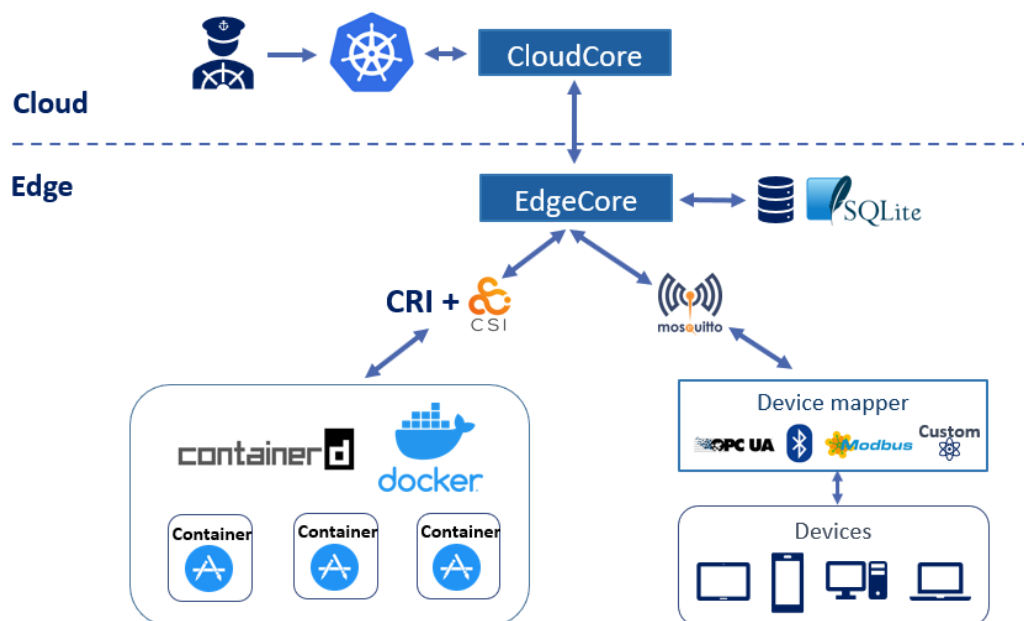 CloudCore
Cloud
Edge
EdgeCore
SQLite
CRI +
CSI
mosquitto
Device mapper
OPC UA
Modbus
Custom
containerd
docker
Container
Container
Container
Devices